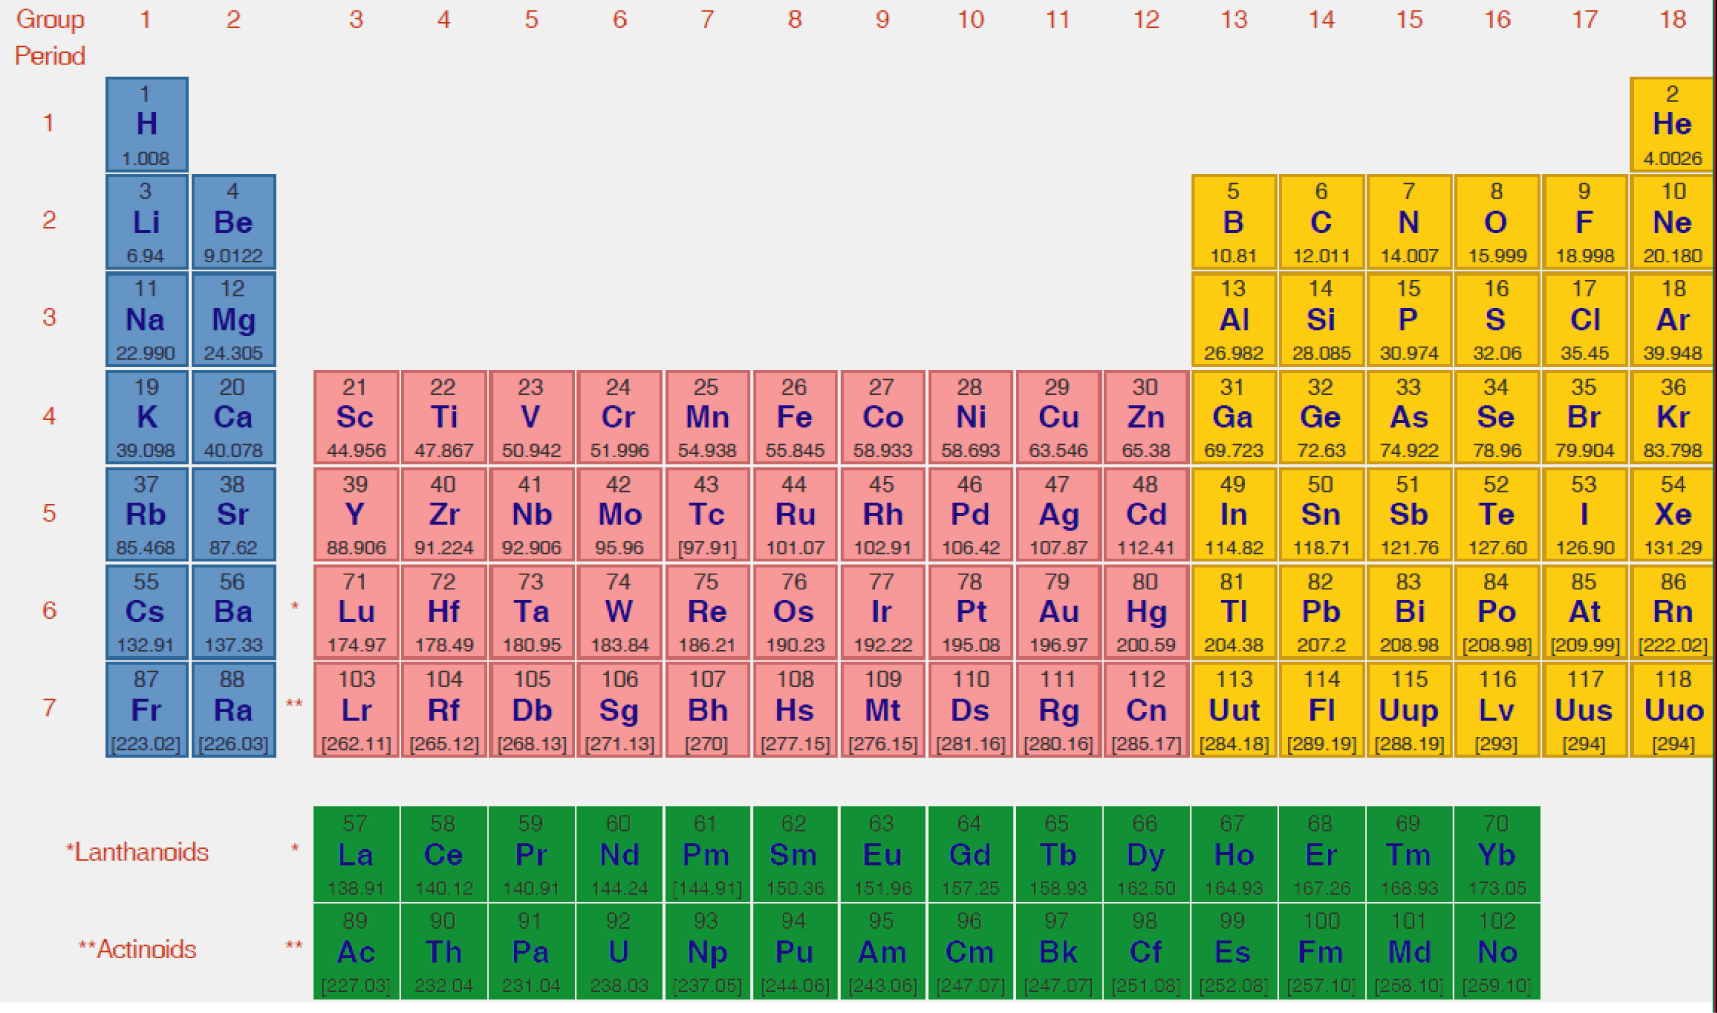 Group 1 2 3 4 5 6 7 8 9 10 11 12 13 14 15 16 17 18
Period
1 2
1 H He
1.008 4.0026
3 4 5 6 7 8 9 10
2 Li Be B C N O F Ne
6.94 9.0122 10.81 12.011 14.007 15.999 18.998 20.180
11 12 13 14 15 16 17 18
3 Na Mg Al Si P S Cl Ar
22.990 24.305 26.982 28.085 30.974 32.06 35.45 39.948
19 20 21 22 23 24 25 26 27 28 29 30 31 32 33 34 35 36
4 K Ca Sc Ti V Cr Mn Fe Co Ni Cu Zn Ga Ge As Se Br Kr
39.098 40.078 44.956 47.867 50.942 51.996 54.938 55.845 58.933 58.693 63.546 65.38 69.723 72.63 74.922 78.96 79.904 83.798
37 38 39 40 41 42 43 44 45 46 47 48 49 50 51 52 53 54
5 Rb Sr Y Zr Nb Mo Tc Ru Rh Pd Ag Cd In Sn Sb Te I Xe
85.468 87.62 88.906 91.224 92.906 95.96 [97.91] 101.07 102.91 106.42 107.87 112.41 114.82 118.71 121.76 127.60 126.90 131.29
55 56 71 72 73 74 75 76 77 78 79 80 81 82 83 84 85 86
6 Cs Ba * Lu Hf Ta W Re Os Ir Pt Au Hg Tl Pb Bi Po At Rn
132.91 137.33 174.97 178.49 180.95 183.84 186.21 190.23 192.22 195.08 196.97 200.59 204.38 207.2 208.98 [208.98] [209.99] [222.02]
87 88 103 104 105 106 107 108 109 110 111 112 113 114 115 116 117 118
7 Fr Ra ** Lr Rf Db Sg Bh Hs Mt Ds Rg Cn Uut Fl Uup Lv Uus Uuo
[223.02] [226.03] [262.11] [265.12] [268.13] [271.13] [270] [277.15] [276.15] [281.16] [280.16] [285.17] [284.18] [289.19] [288.19] [293] [294] [294]
57 58 59 60 61 62 63 64 65 66 67 68 69 70
*Lanthanoids * La Ce Pr Nd Pm Sm Eu Gd Tb Dy Ho Er Tm Yb
138.91 140.12 140.91 144.24 [144.91] 150.36 151.96 157.25 158.93 162.50 164.93 167.26 168.93 173.05
89 90 91 92 93 94 95 96 97 98 99 100 101 102
**Actinoids ** Ac Th Pa U Np Pu Am Cm Bk Cf Es Fm Md No
[227.03] 232.04 231.04 238.03 [237.05] [244.06] [243.06] [247.07] [247.07] [251.08] [252.08] [257.10] [258.10] [259.10]